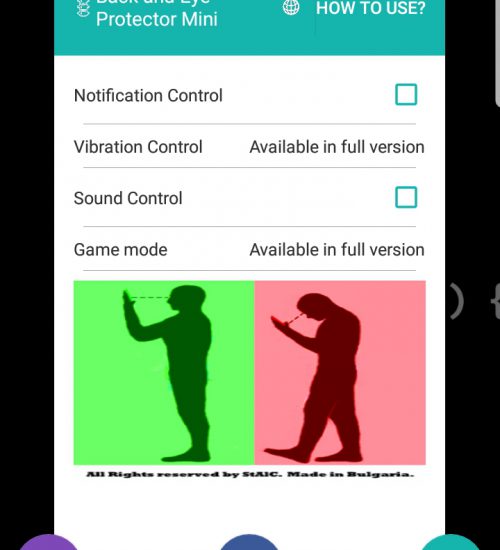 Back and Eye
Protector Mini
HOW TO USE?
Notification Control
Vibration Control Available in full version
Sound Control
Game mode Available in full version
All Rights reserved by StAlC. Made in Bulgaria.